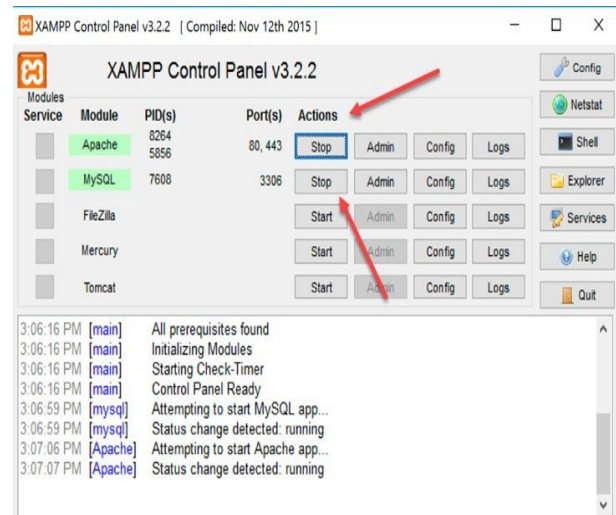 XAMPP Control Panel v3.2.2 [ Compiled: Nov 12th 2015 ]
XAMPP Control Panel v3.2.2
Config
Modules
Service Module PID(s) Port(s) Actions
Netstat
Apache 8264 5856 80, 443 Stop Admin Config Logs
Shell
MySQL 7608 3306 Stop Admin Config Logs
Explorer
FileZilla Start Admin Config Logs
Services
Mercury Start Admin Config Logs
Help
Tomcat Start Admin Config Logs
Quit
3:06:16 PM [main] All prerequisites found
3:06:16 PM [main] Initializing Modules
3:06:16 PM [main] Starting Check-Timer
3:06:16 PM [main] Control Panel Ready
3:06:59 PM [mysql] Attempting to start MySQL app...
3:06:59 PM [mysql] Status change detected: running
3:07:06 PM [Apache] Attempting to start Apache app...
3:07:07 PM [Apache] Status change detected: running